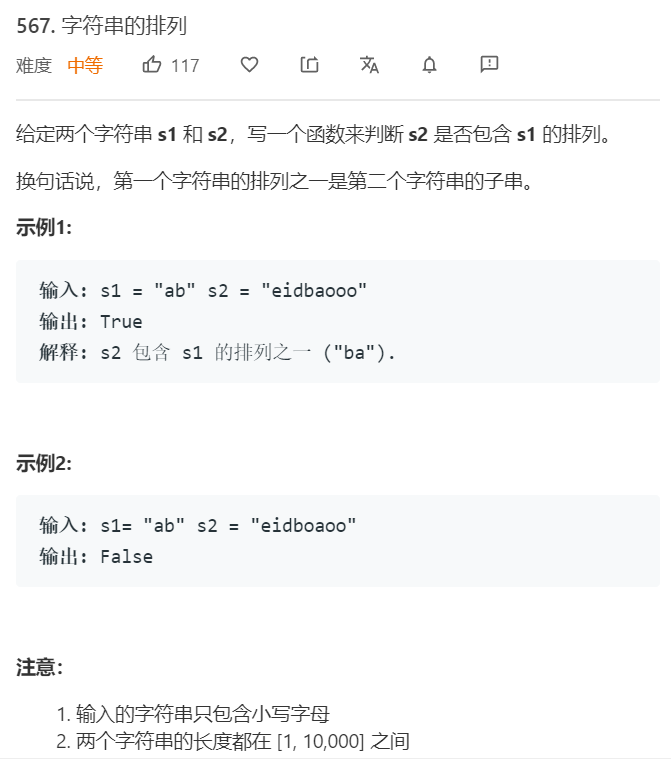 567. 字符串的排列
难度 中等 117
给定两个字符串 s1 和 s2，写一个函数来判断 s2 是否包含 s1 的排列。
换句话说，第一个字符串的排列之一是第二个字符串的子串。
示例1:
输入: s1 = "ab" s2 = "eidbaooo"
输出: True
解释: s2 包含 s1 的排列之一 ("ba").
示例2:
输入: s1= "ab" s2 = "eidboaoo"
输出: False
注意：
1. 输入的字符串只包含小写字母
2. 两个字符串的长度都在 [1, 10,000] 之间